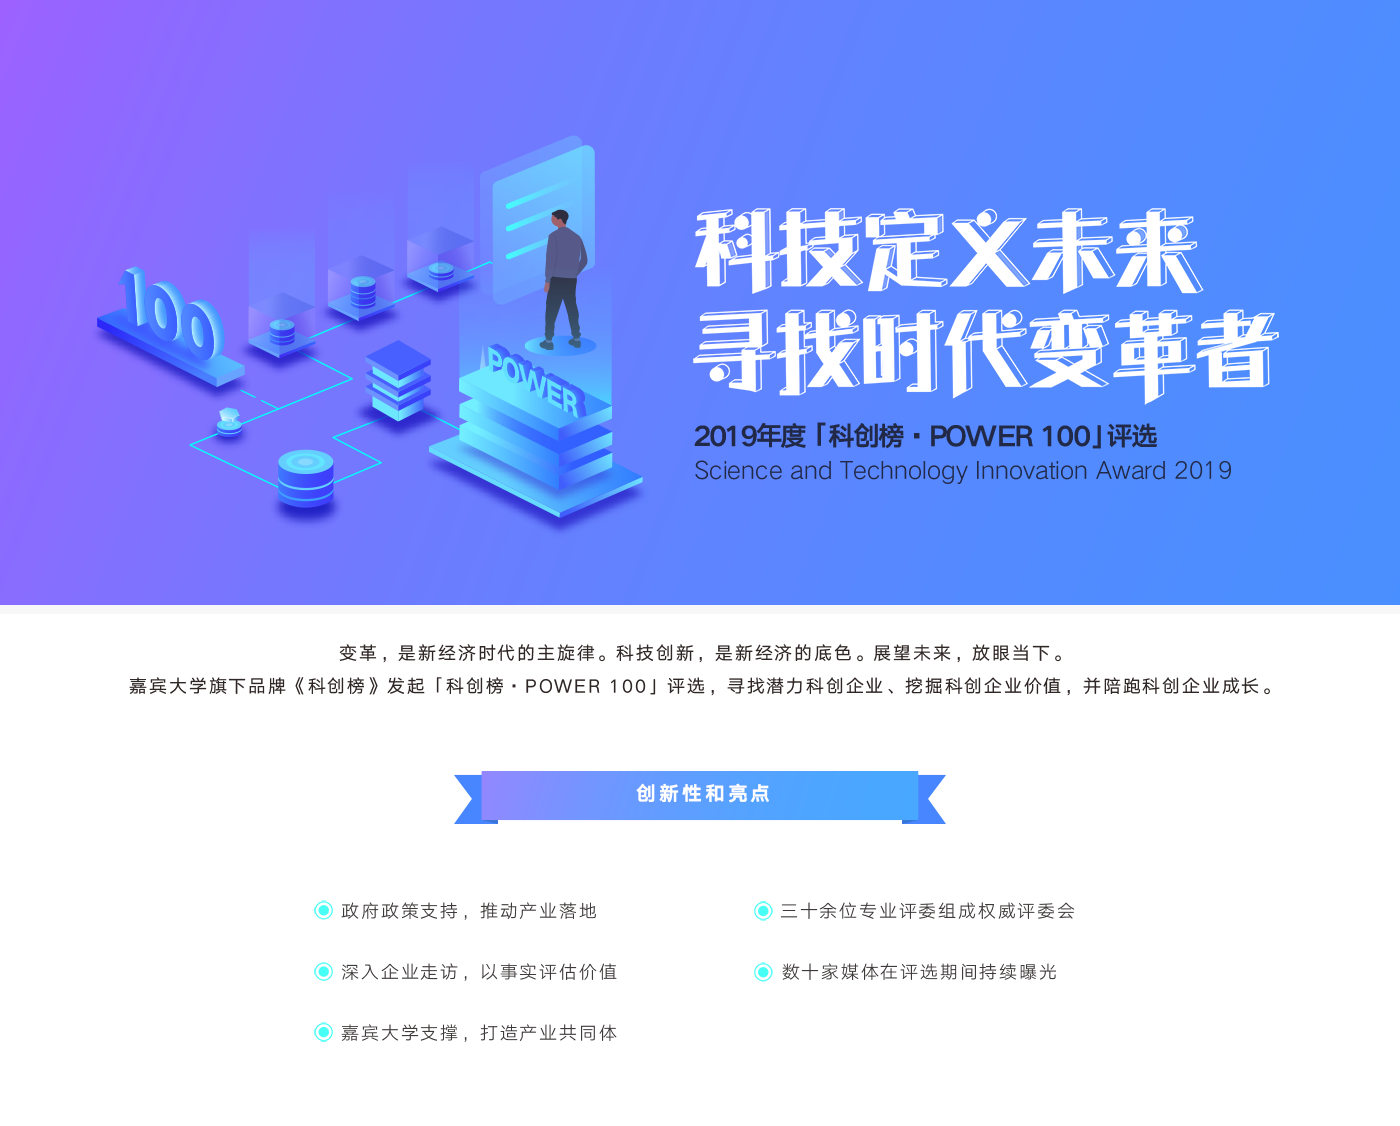 100
POWER
科技定义未来
寻找时代变革者
2019年度「科创榜·POWER 100」评选
Science and Technology Innovation Award 2019
变革，是新经济时代的主旋律。科技创新，是新经济的底色。展望未来，放眼当下。
嘉宾大学旗下品牌《科创榜》发起「科创榜·POWER 100」评选，寻找潜力科创企业、挖掘科创企业价值，并陪跑科创企业成长。
创新性和亮点
政府政策支持，推动产业落地
三十余位专业评委组成权威评委会
深入企业走访，以事实评估价值
数十家媒体在评选期间持续曝光
嘉宾大学支撑，打造产业共同体